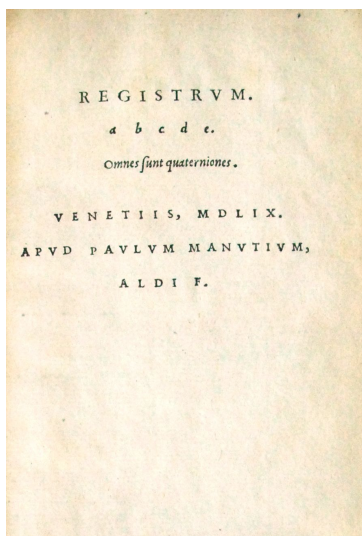 REGISTRVM.
a b c d e.
Omnes ſunt quaterniones.
VENETIIS, MDLIX.
APVD PAVLVM MANVTIVM,
ALDI F.